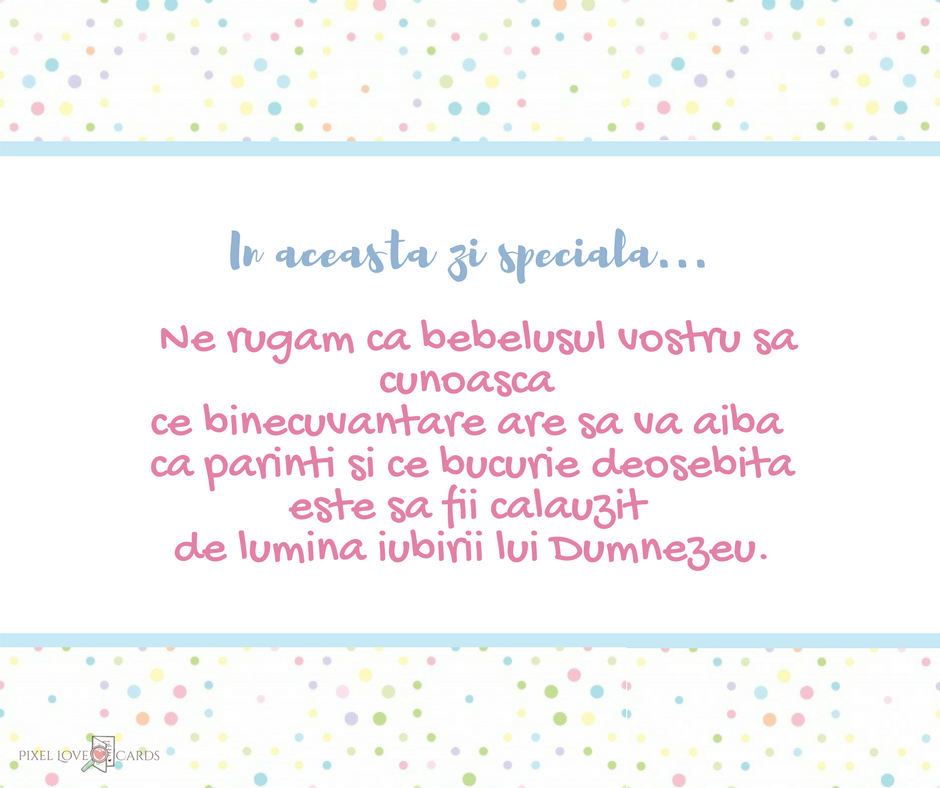 In aceasta zi speciala...
Ne rugam ca bebelusul vostru sa
cunoasca
ce binecuvantare are sa va aiba
ca parinti si ce bucurie deosebita
este sa fii calauzit
de lumina iubirii lui Dumnezeu.
PIXEL LOVE CARDS